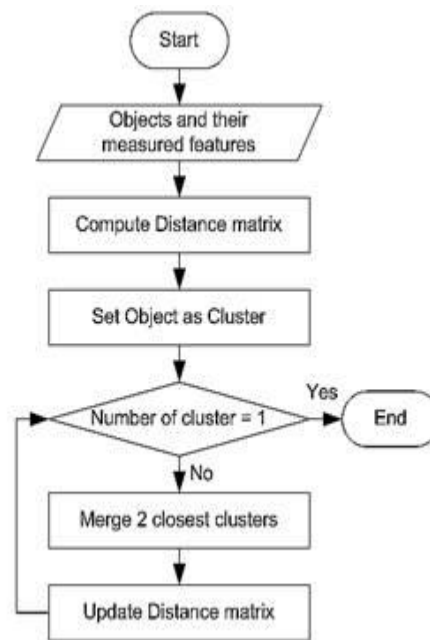 Start
Objects and their
measured features
Compute Distance matrix
Set Object as Cluster
Number of cluster = 1
Yes
End
No
Merge 2 closest clusters
Update Distance matrix